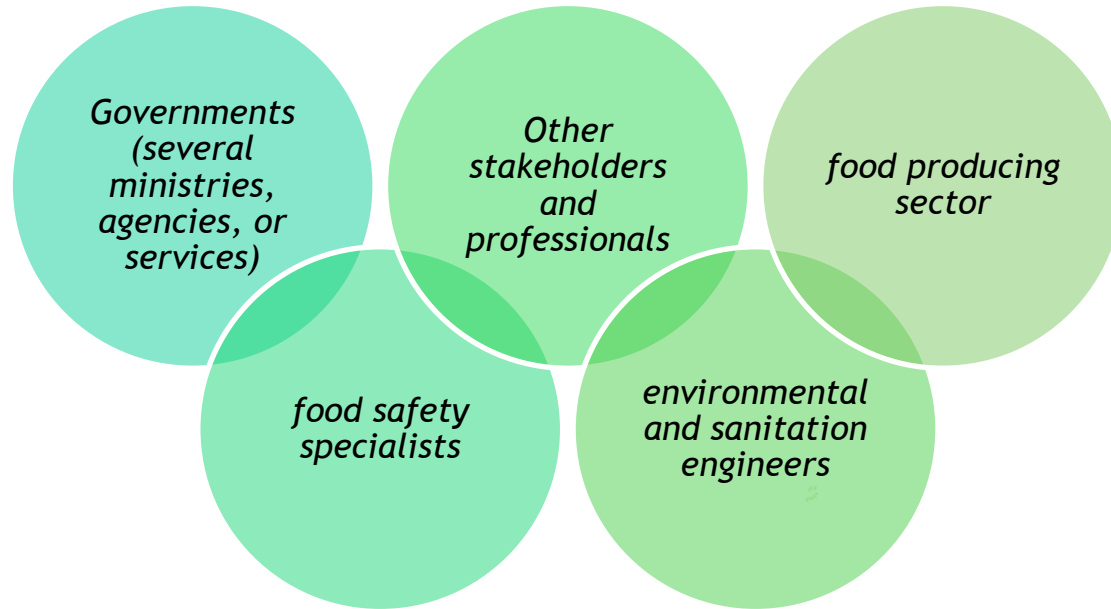 Governments
(several
ministries,
agencies, or
services)
food safety
specialists
Other
stakeholders
and
professionals
environmental
and sanitation
engineers
food producing
sector